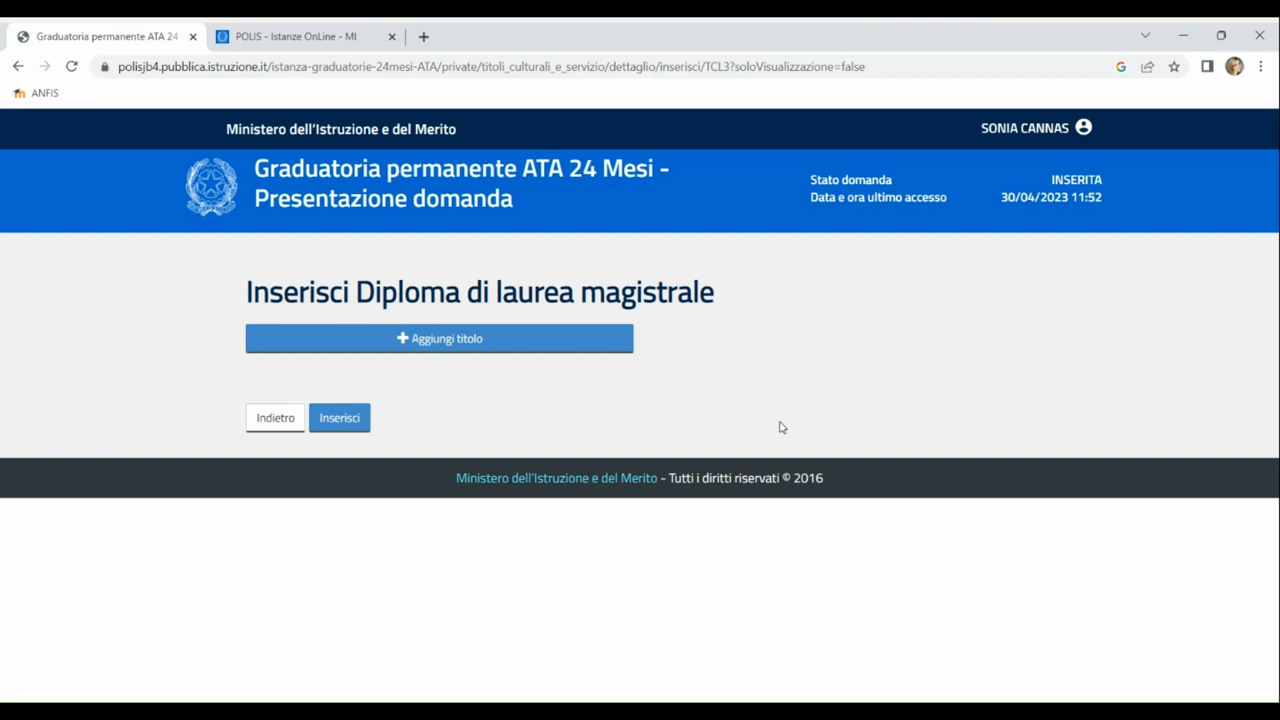 Graduatoria permanente ATA 24
POLIS - Istanze OnLine - MI
polisjb4.pubblica.istruzione.it/istanza-graduatorie-24mesi-ATA/private/titoli_culturali_e_servizio/dettaglio/inserisci/TCL3?soloVisualizzazione=false
ANFIS
Ministero dell'Istruzione e del Merito
SONIA CANNAS
Graduatoria permanente ATA 24 Mesi -
Presentazione domanda
Stato domanda INSERITA
Data e ora ultimo accesso 30/04/2023 11:52
Inserisci Diploma di laurea magistrale
Aggiungi titolo
Indietro
Inserisci
Ministero dell'Istruzione e del Merito - Tutti i diritti riservati © 2016